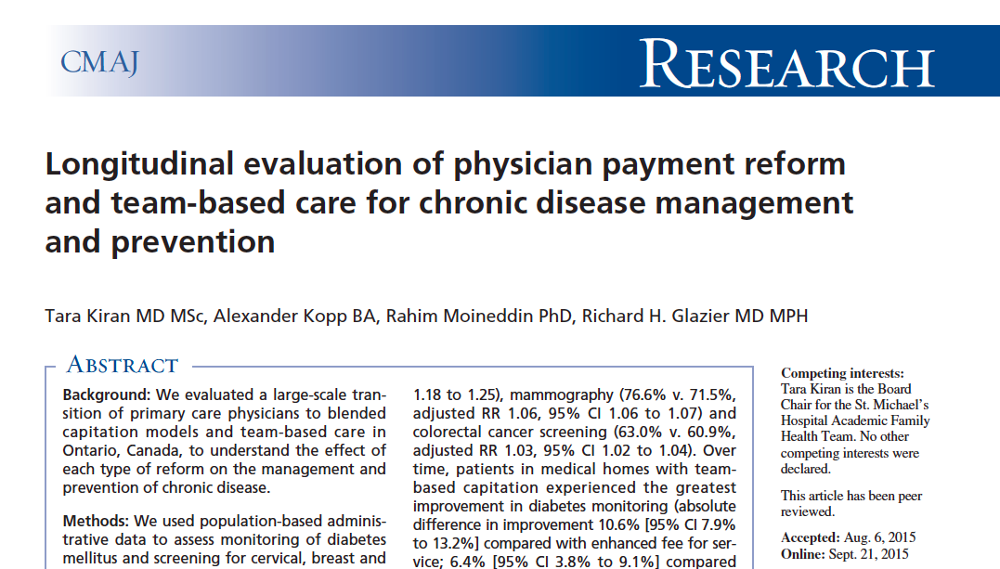 CMAJ
RESEARCH
Longitudinal evaluation of physician payment reform
and team-based care for chronic disease management
and prevention
Tara Kiran MD MSc, Alexander Kopp BA, Rahim Moineddin PhD, Richard H. Glazier MD MPH
ABSTRACT
Background: We evaluated a large-scale tran-
sition of primary care physicians to blended
capitation models and team-based care in
Ontario, Canada, to understand the effect of
each type of reform on the management and
prevention of chronic disease.
Methods: We used population-based adminis-
trative data to assess monitoring of diabetes
mellitus and screening for cervical, breast and
1.18 to 1.25), mammography (76.6% v. 71.5%,
adjusted RR 1.06, 95% CI 1.06 to 1.07) and
colorectal cancer screening (63.0% v. 60.9%,
adjusted RR 1.03, 95% CI 1.02 to 1.04). Over
time, patients in medical homes with team-
based capitation experienced the greatest
improvement in diabetes monitoring (absolute
difference in improvement 10.6% [95% CI 7.9%
to 13.2%] compared with enhanced fee for ser-
vice; 6.4% [95% CI 3.8% to 9.1%] compared
Competing interests:
Tara Kiran is the Board
Chair for the St. Michael's
Hospital Academic Family
Health Team. No other
competing interests were
declared.
This article has been peer
reviewed.
Accepted: Aug. 6, 2015
Online: Sept. 21, 2015